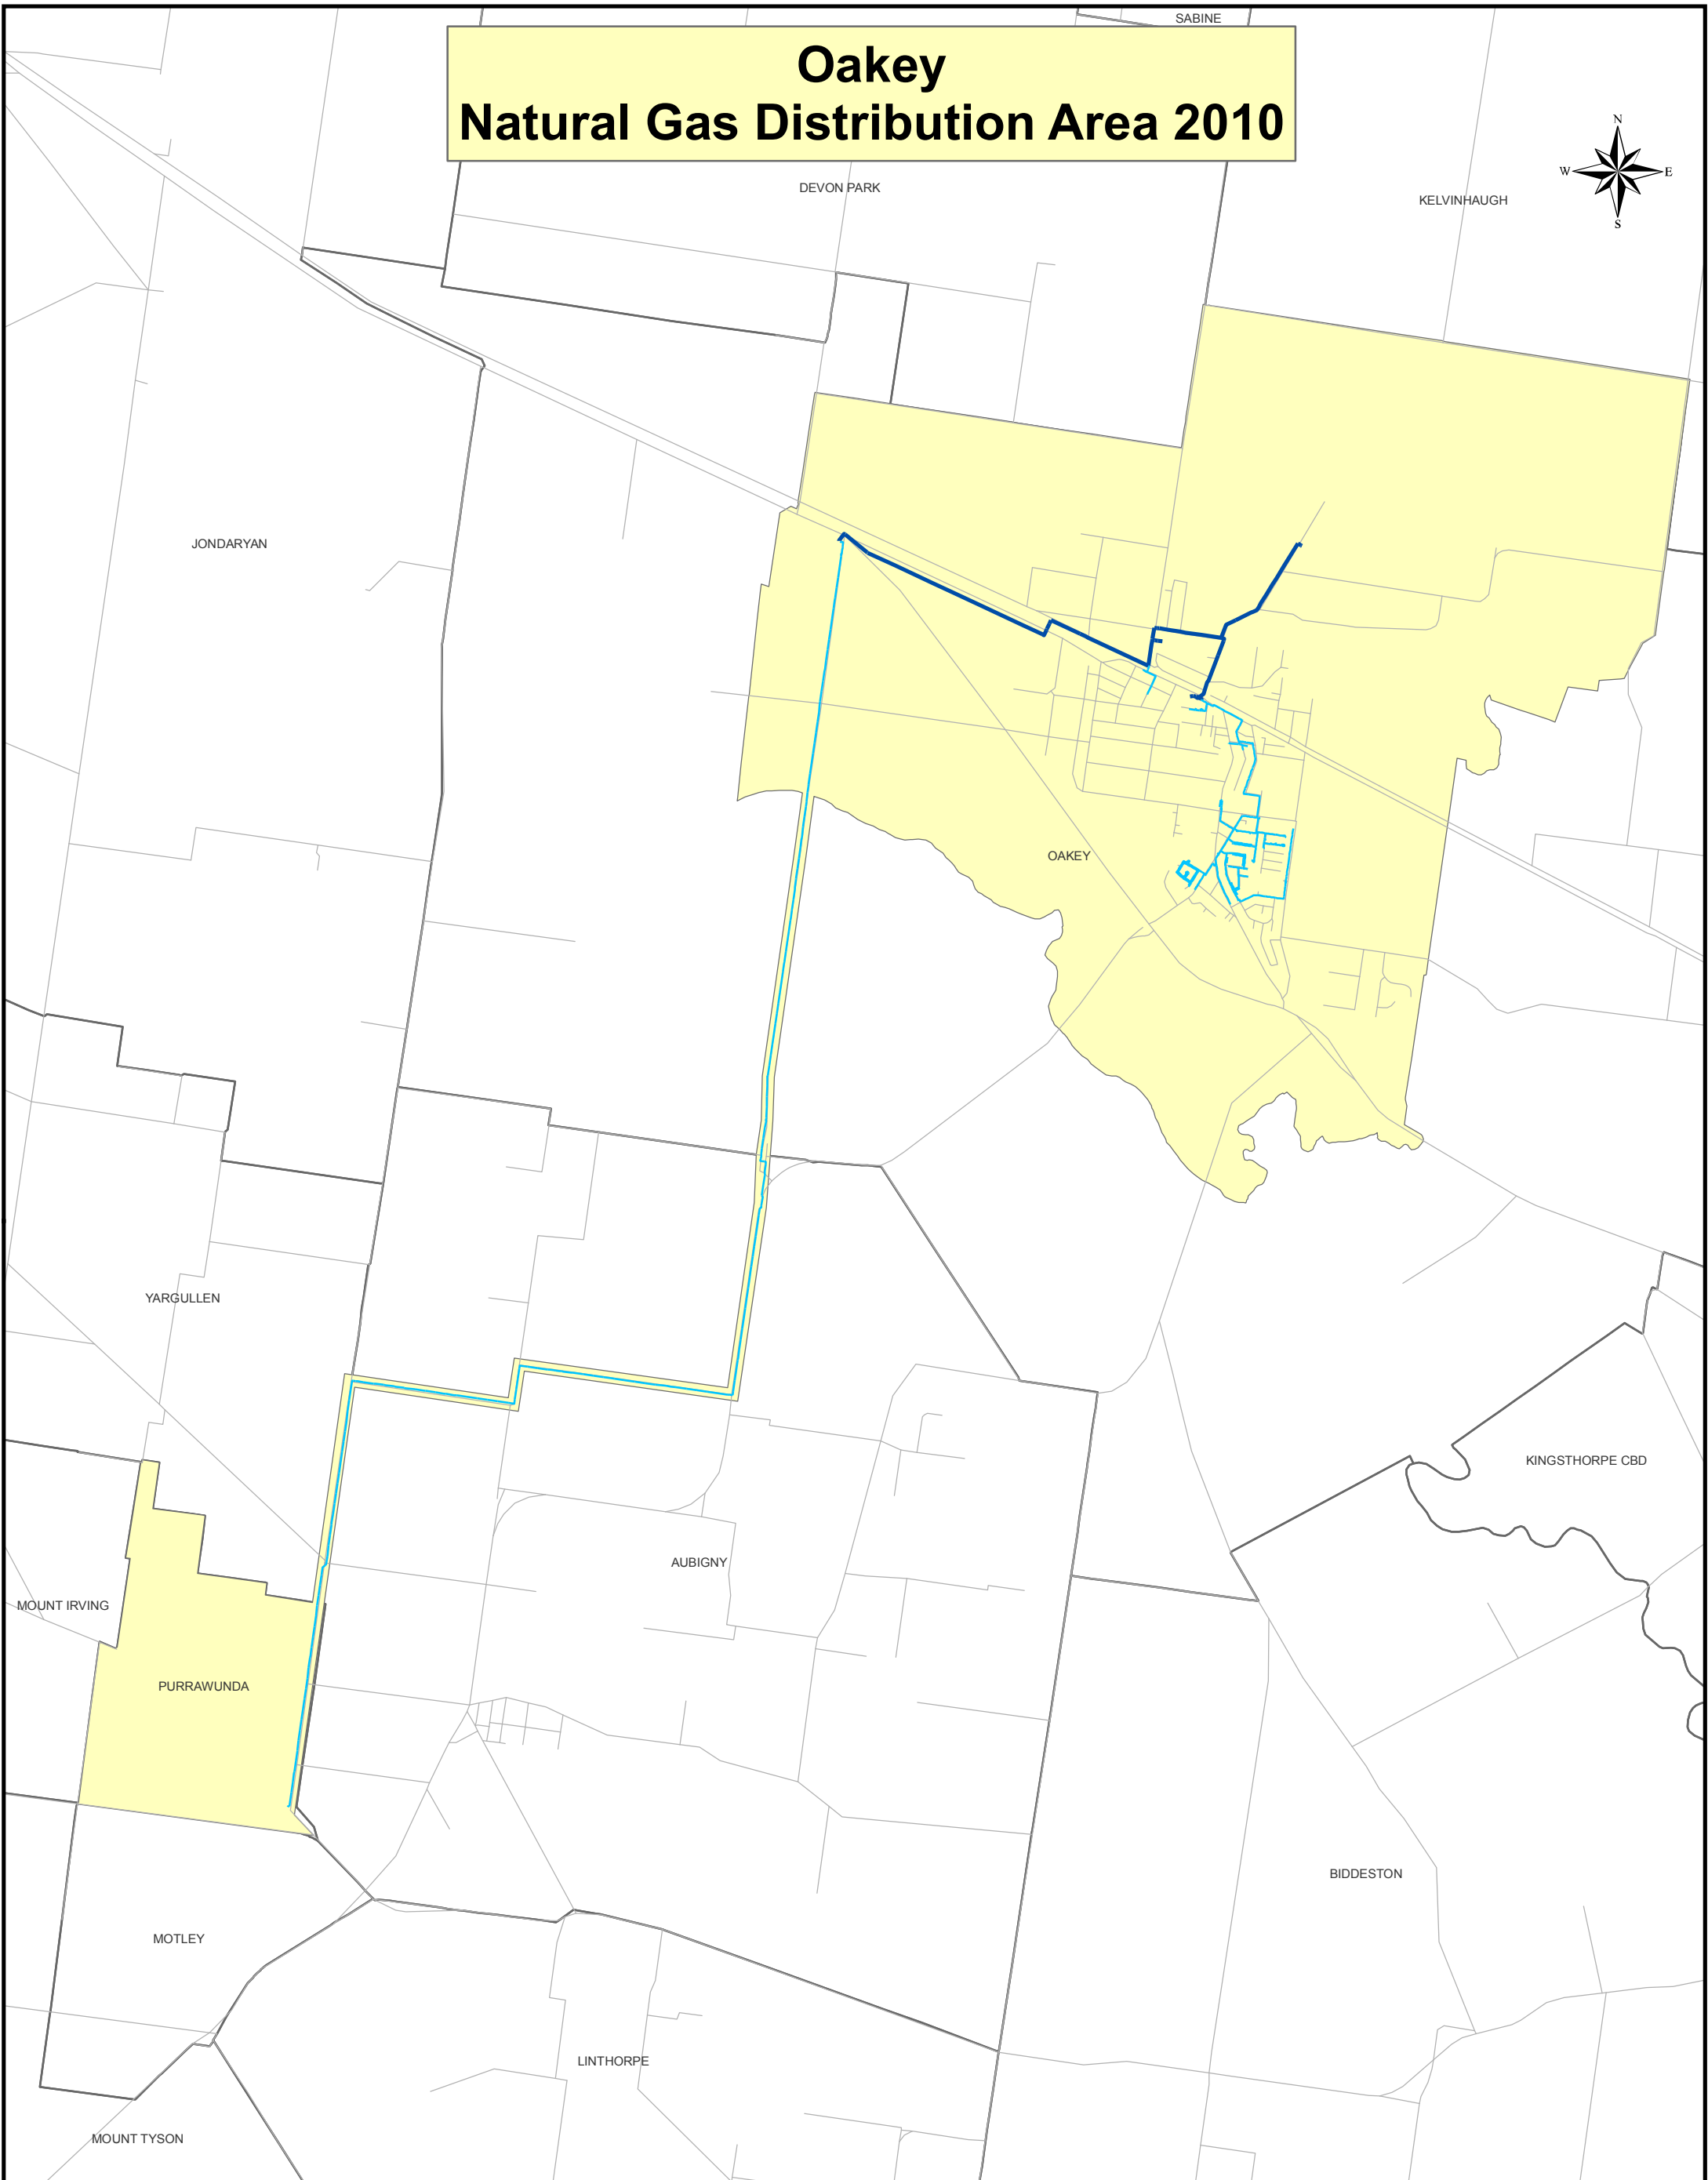 SABINE
Oakey
Natural Gas Distribution Area 2010
N
W
E
S
DEVON PARK
KELVINHAUGH
JONDARYAN
OAKEY
YARGULLEN
KINGSTHORPE CBD
AUBIGNY
MOUNT IRVING
PURRAWUNDA
BIDDESTON
MOTLEY
LINTHORPE
MOUNT TYSON